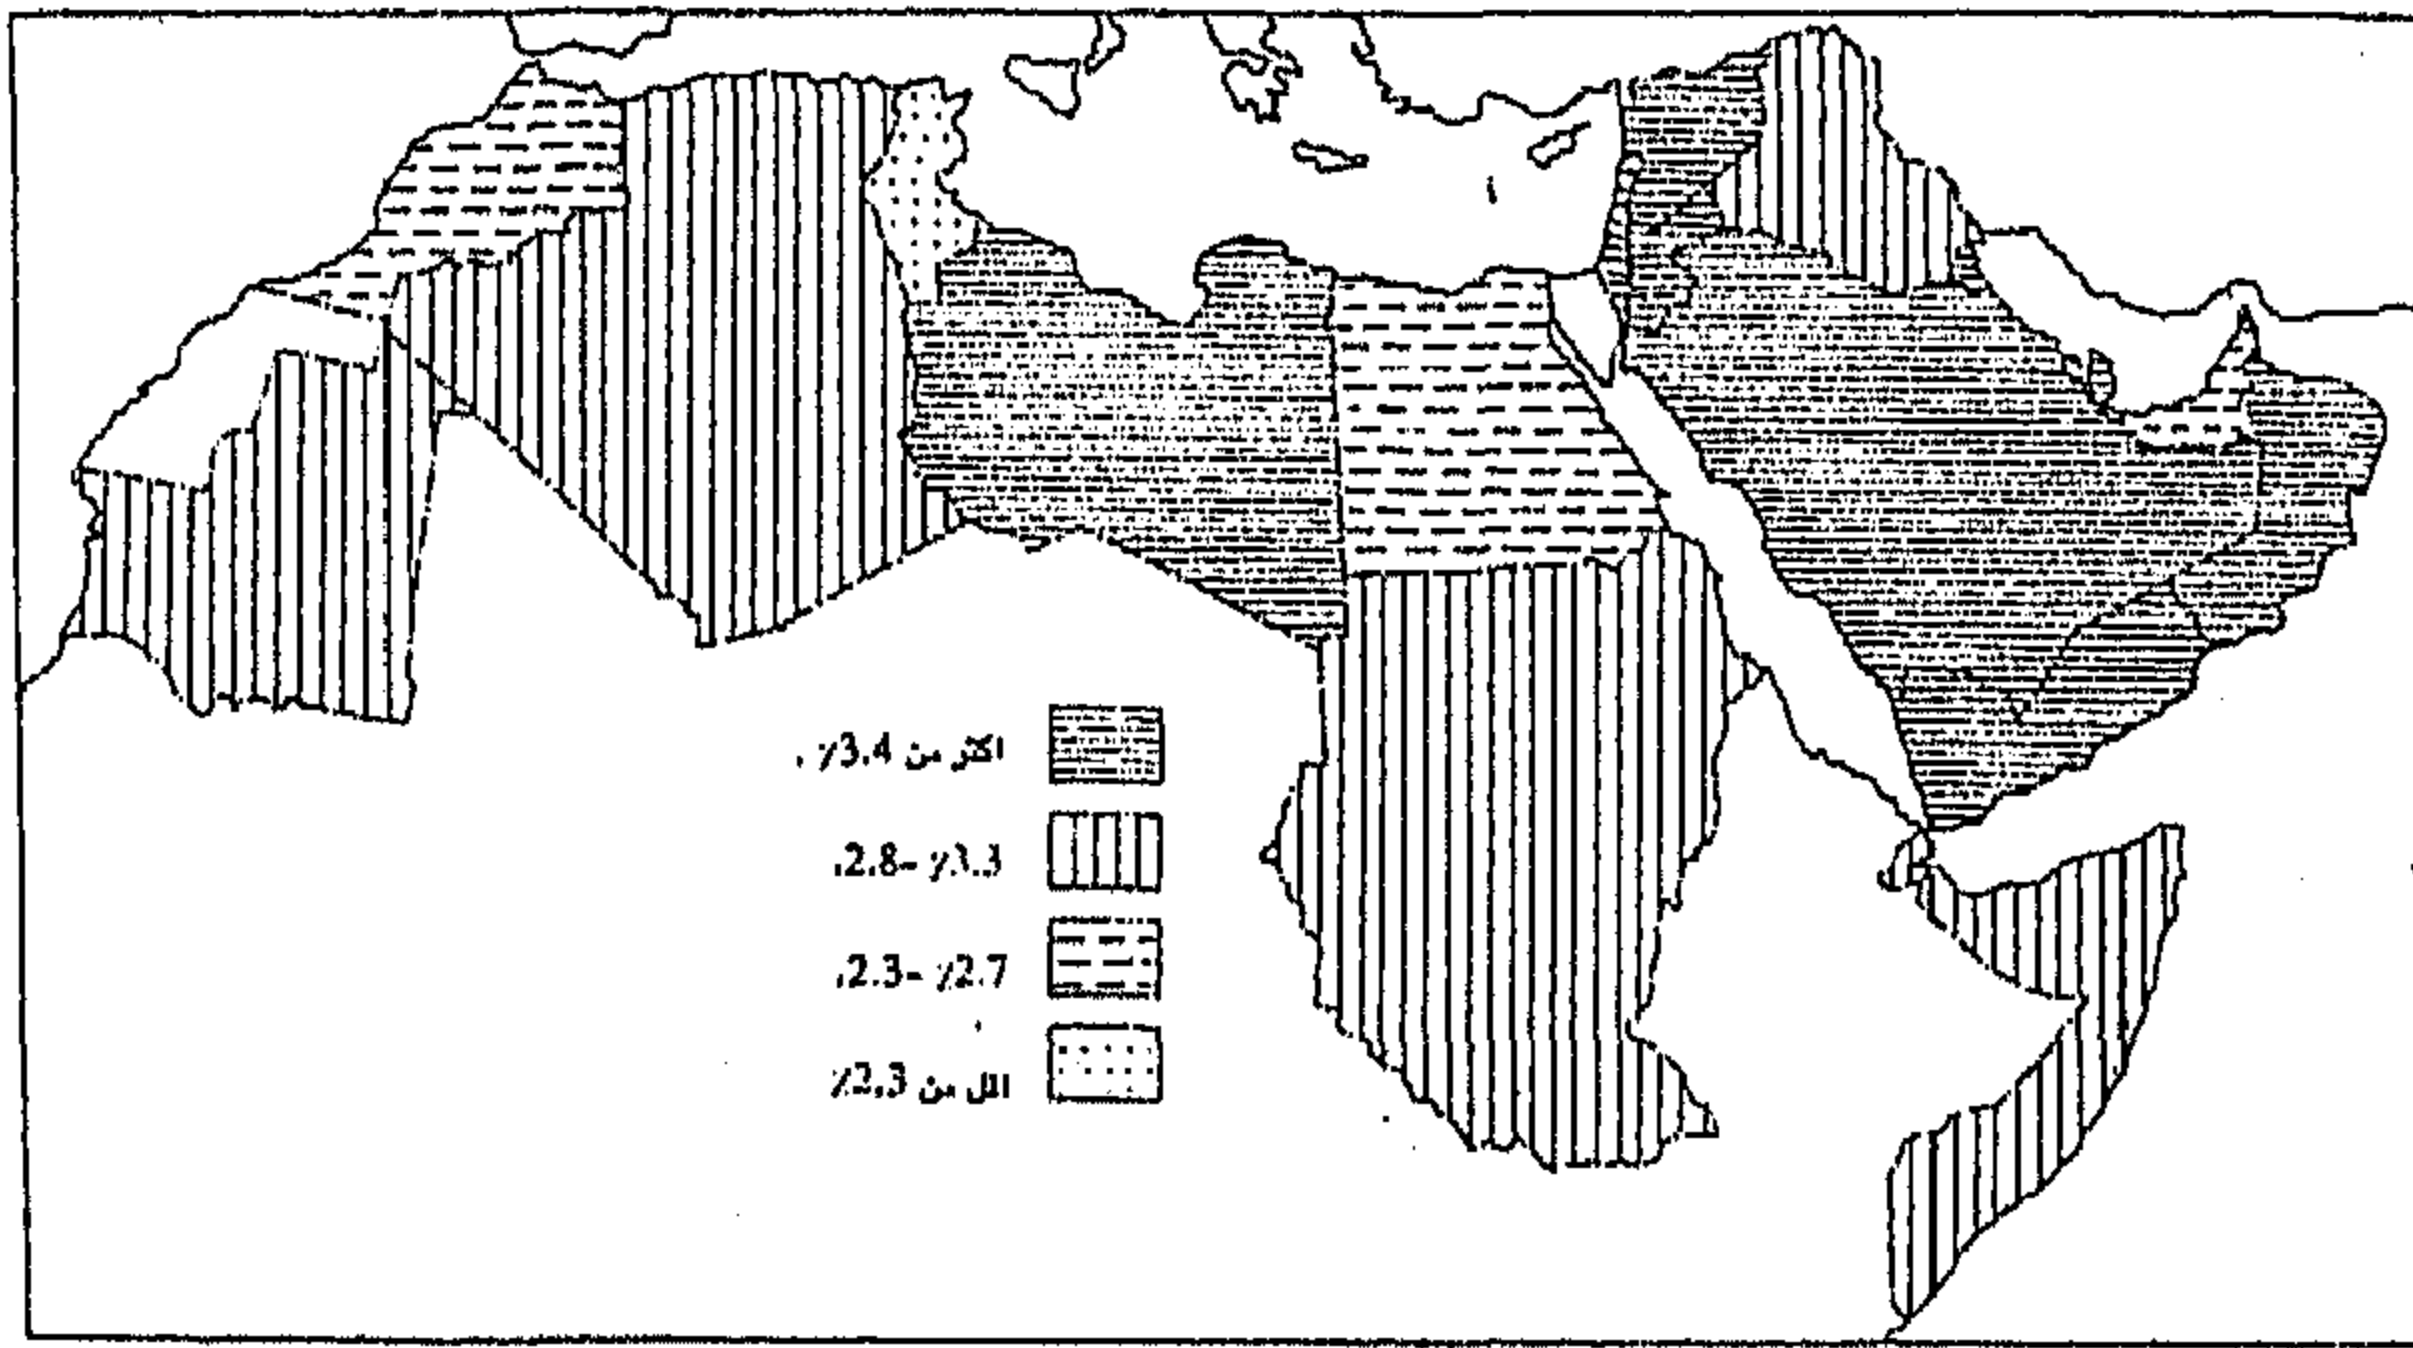 اكثر من 3.4٪
2.8- ٪3.3
2.3- ٪2.7
اقل من 2.3٪